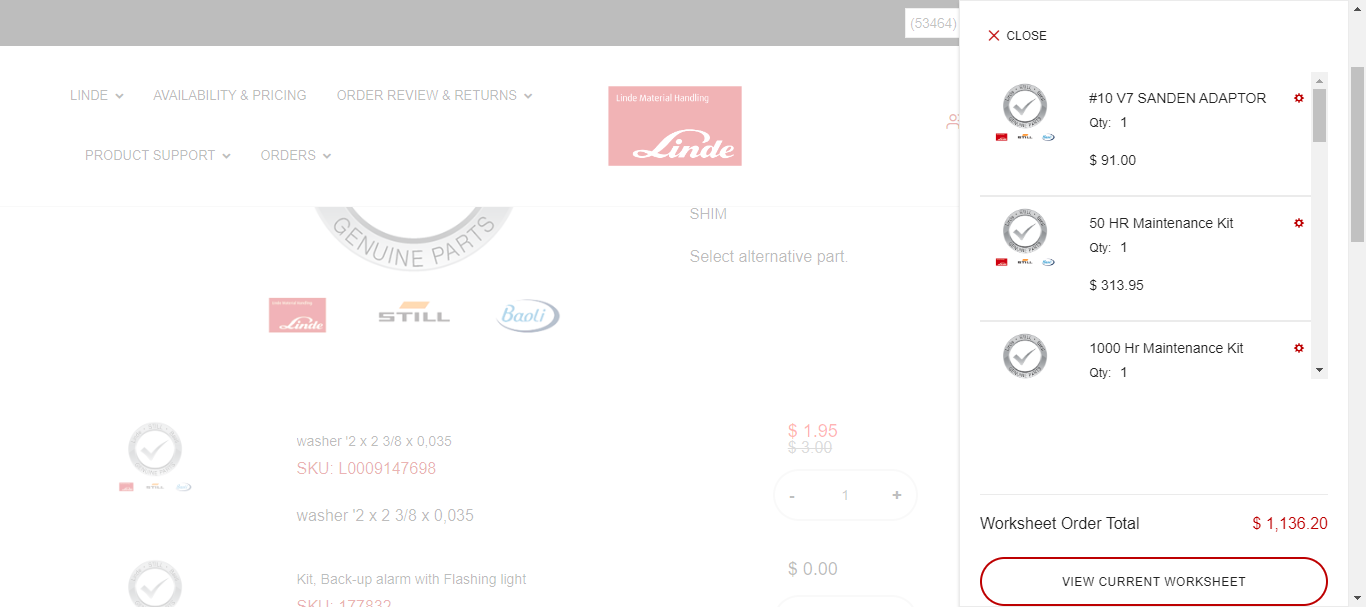 (53464)
LINDE
AVAILABILITY & PRICING
ORDER REVIEW & RETURNS
PRODUCT SUPPORT
ORDERS
Linde Material Handling
Linde
GENUINE PARTS
Linde
STILL
Baoli
SHIM
Select alternative part.
washer '2 x 2 3/8 x 0,035
SKU: L0009147698
washer '2 x 2 3/8 x 0,035
$ 1.95
$ 3.00
- 1 +
Kit, Back-up alarm with Flashing light
SKU: 177832
$ 0.00
CLOSE
#10 V7 SANDEN ADAPTOR
Qty: 1
$ 91.00
50 HR Maintenance Kit
Qty: 1
$ 313.95
1000 Hr Maintenance Kit
Qty: 1
Worksheet Order Total
$ 1,136.20
VIEW CURRENT WORKSHEET